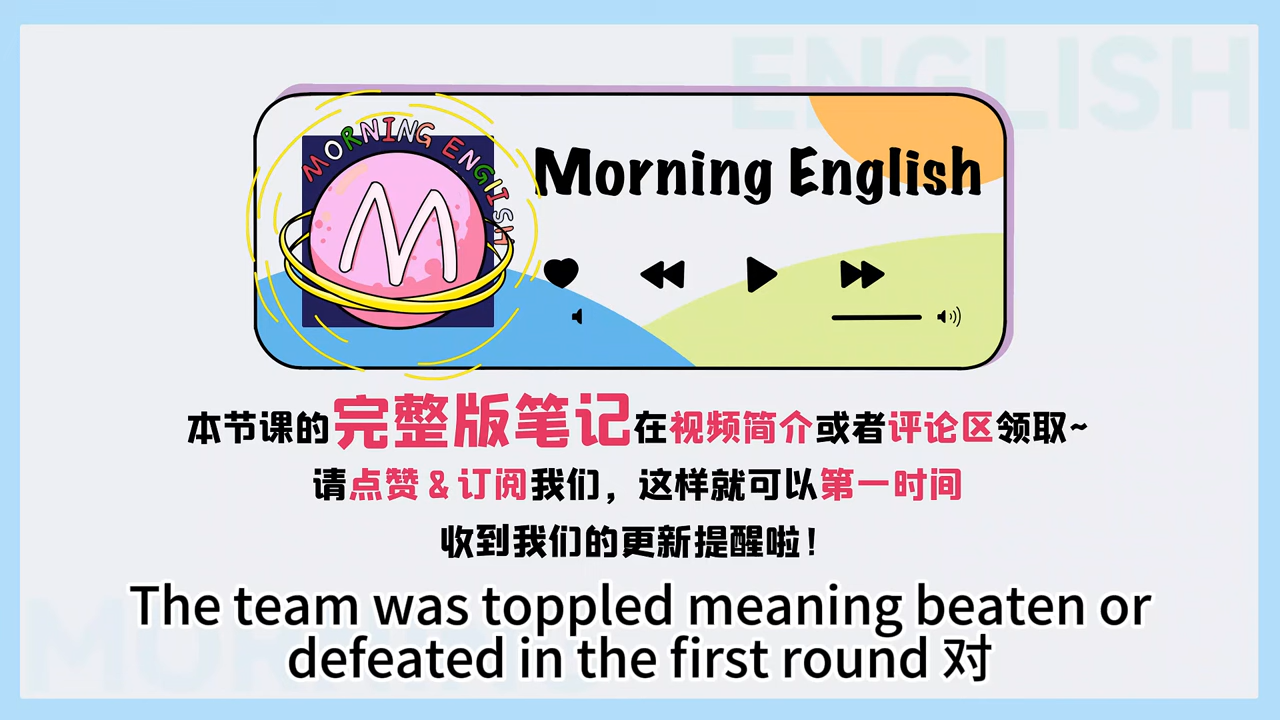 ENGLISH
MORNING ENGLISH
M
Morning English
本节课的完整版笔记在视频简介或者评论区领取~
请点赞&订阅我们，这样就可以第一时间
收到我们的更新提醒啦！
The team was toppled meaning beaten or
defeated in the first round 对